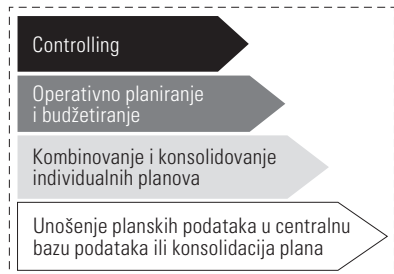 Controlling
Operativno planiranje
i budžetiranje
Kombinovanje i konsolidovanje
individualnih planova
Unošenje planskih podataka u centralnu
bazu podataka ili konsolidacija plana